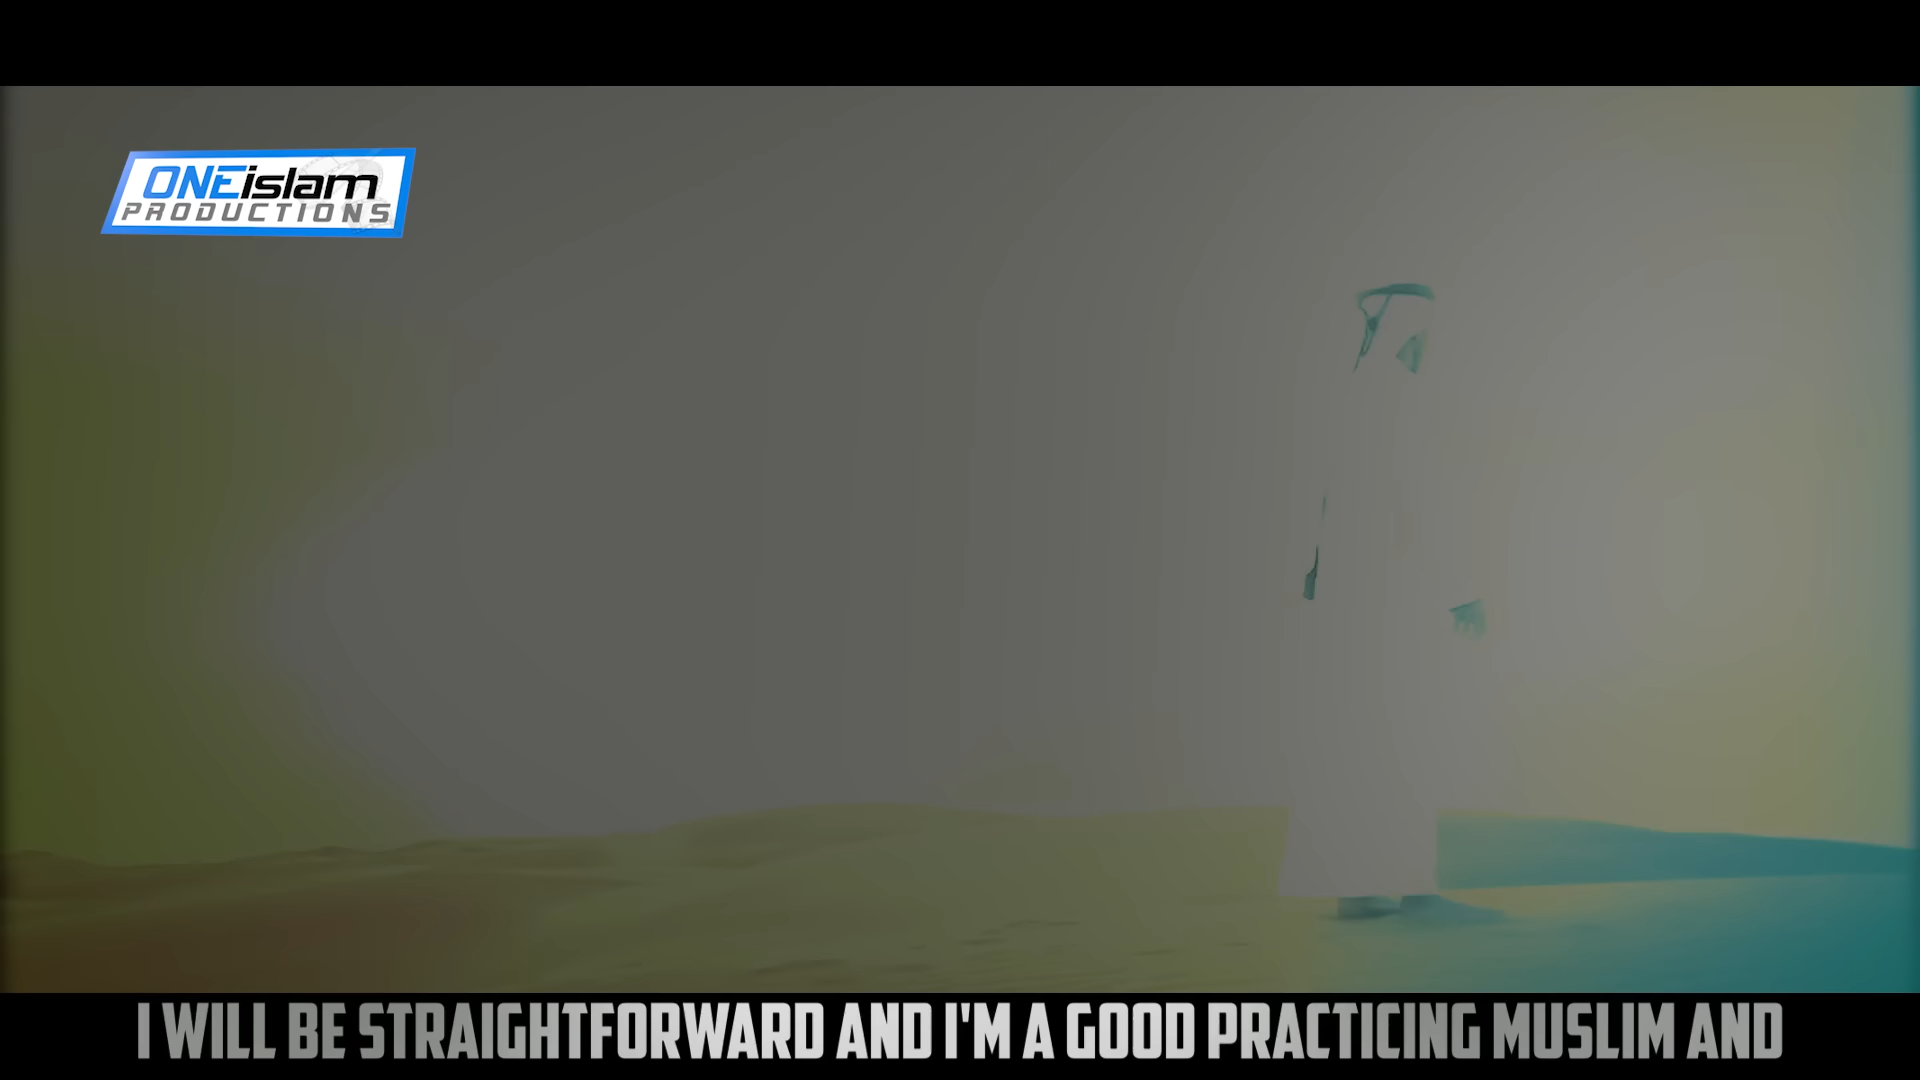 ONEislam
PRODUCTIONS
I WILL BE STRAIGHTFORWARD AND I'M A GOOD PRACTICING MUSLIM AND